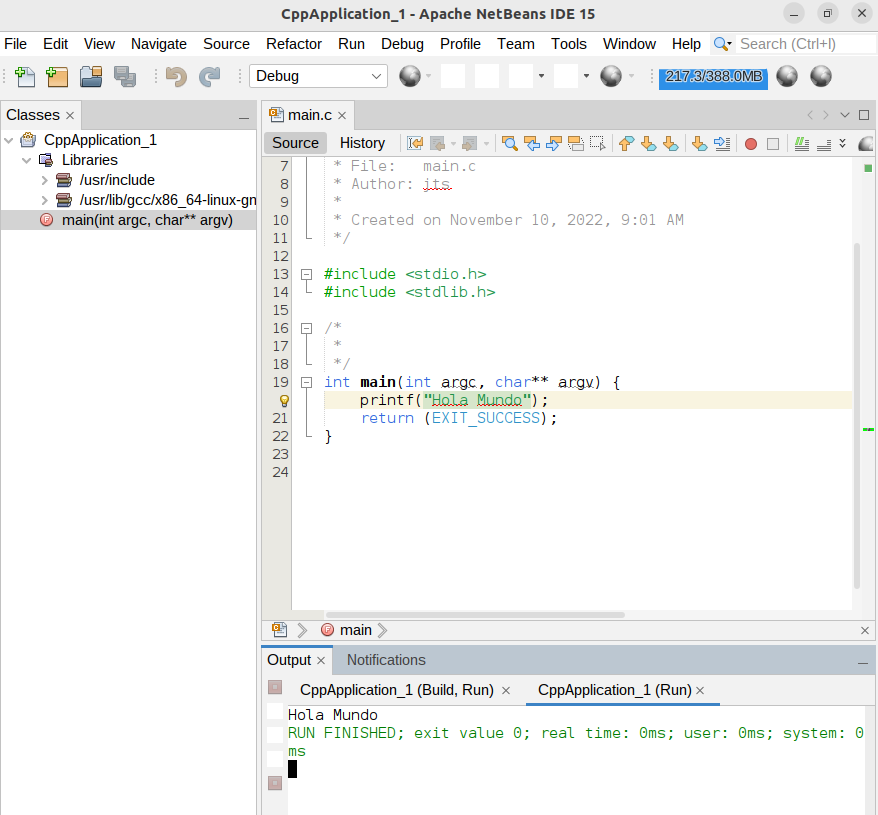 CppApplication_1 - Apache NetBeans IDE 15
File Edit View Navigate Source Refactor Run Debug Profile Team Tools Window Help Search (Ctrl+I)
Debug 217.3/388.0MB
Classes
CppApplication_1
Libraries
/usr/include
/usr/lib/gcc/x86_64-linux-gn
main(int argc, char** argv)
main.c
Source History
7 * File:   main.c
8 * Author: jts
9 *
10 * Created on November 10, 2022, 9:01 AM
11 */
12
13 #include <stdio.h>
14 #include <stdlib.h>
15
16 /*
17 *
18 */
19 int main(int argc, char** argv) {
printf("Hola Mundo");
21 return (EXIT_SUCCESS);
22 }
23
24
main
Output Notifications
CppApplication_1 (Build, Run) CppApplication_1 (Run)
Hola Mundo
RUN FINISHED; exit value 0; real time: 0ms; user: 0ms; system: 0
ms